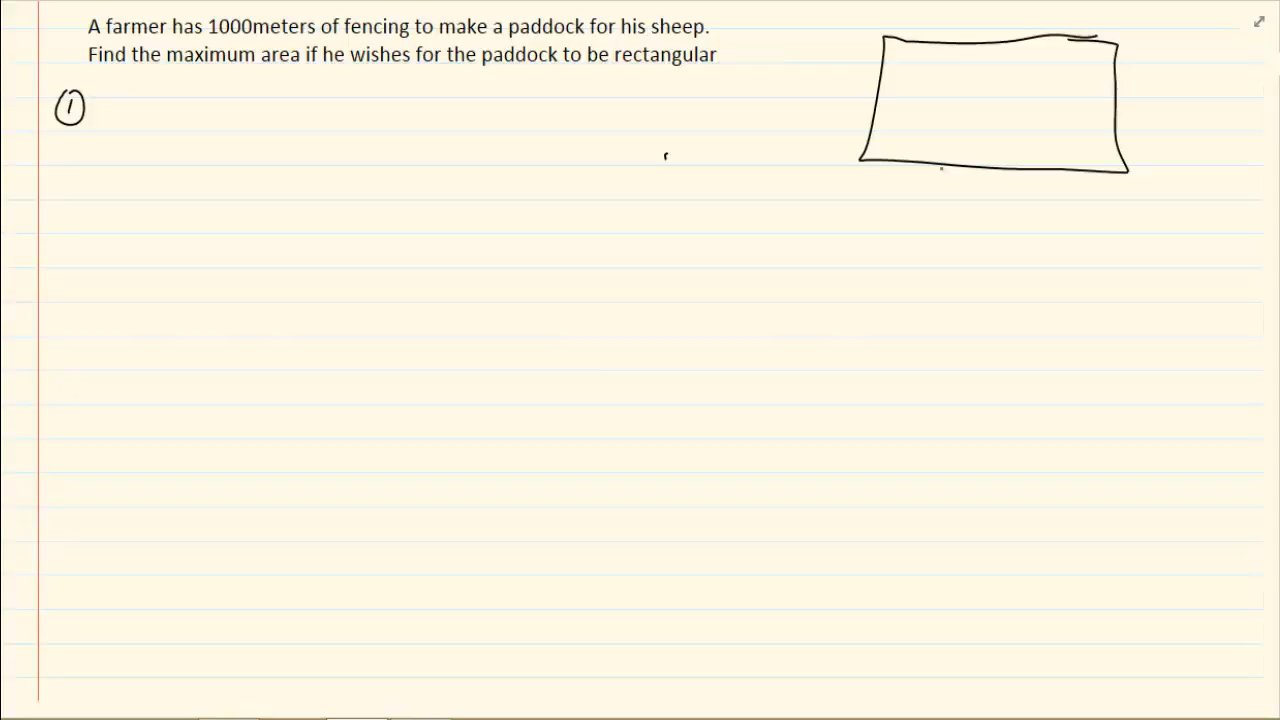 A farmer has 1000meters of fencing to make a paddock for his sheep.
Find the maximum area if he wishes for the paddock to be rectangular
①